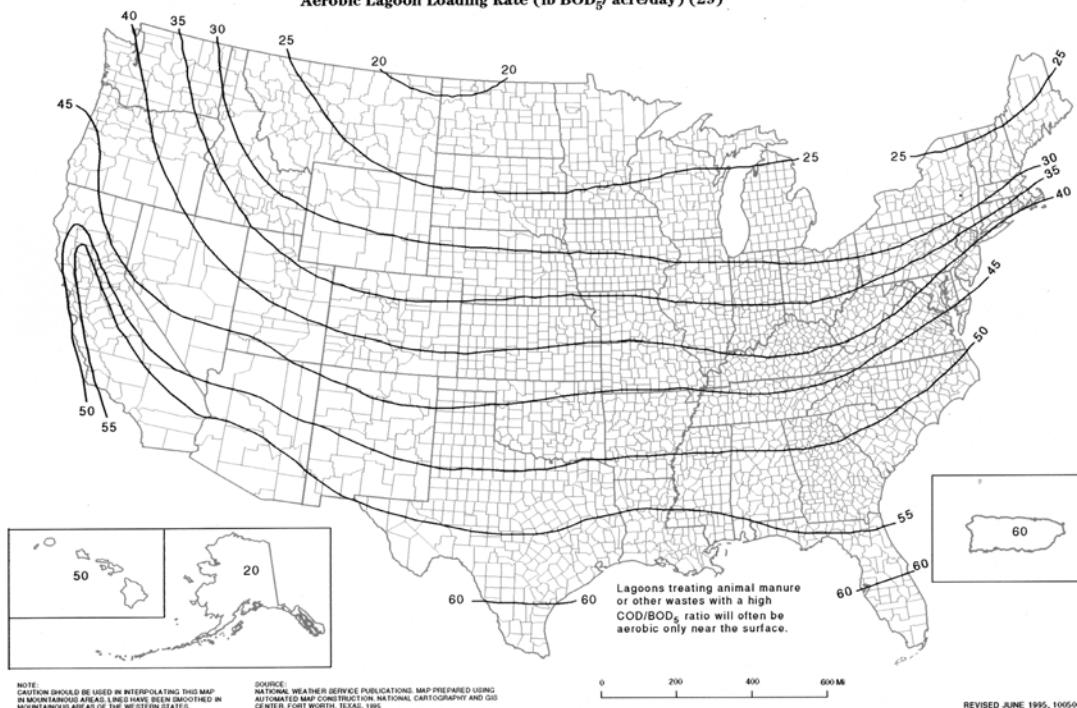 Aerobic Lagoon Loading Rate (lb BOD5/ acre/day) (29)
40
35
30
25
20
20
25
45
25
25
30
35
40
45
50
50
55
55
60
60
60
60
60
50
20
Lagoons treating animal manure
or other wastes with a high
COD/BOD5 ratio will often be
aerobic only near the surface.
NOTE:
CAUTION SHOULD BE USED IN INTERPOLATING THIS MAP
IN MOUNTAINOUS AREAS. LINES HAVE BEEN SMOOTHED IN
MOUNTAINOUS AREAS OF THE WESTERN STATES.
SOURCE:
NATIONAL WEATHER SERVICE PUBLICATIONS. MAP PREPARED USING
AUTOMATED MAP CONSTRUCTION. NATIONAL CARTOGRAPHY AND GIS
CENTER, FORT WORTH, TEXAS, 1995
0 200 400 600 Mi
REVISED JUNE 1995, 10050